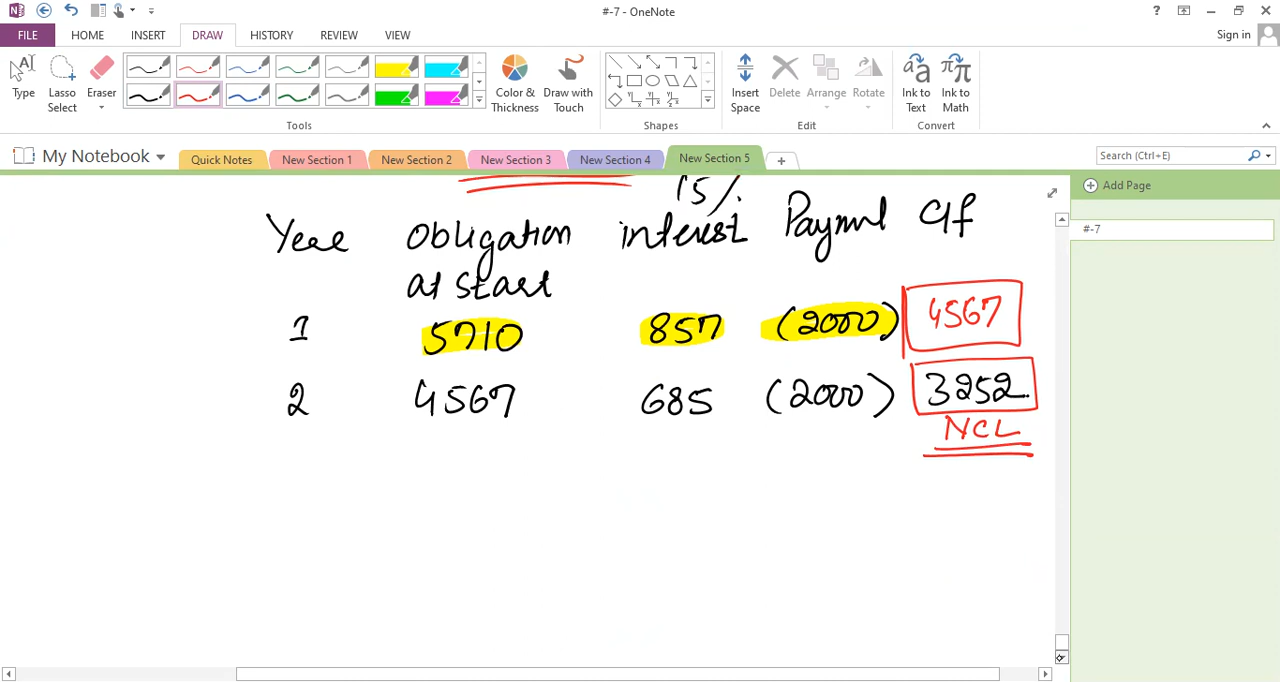 #-7 - OneNote
FILE HOME INSERT DRAW HISTORY REVIEW VIEW
Sign in
Type
Lasso Select
Eraser
Color & Thickness
Draw with Touch
Insert Space
Delete
Arrange
Rotate
Ink to Text
Ink to Math
Tools
Shapes
Edit
Convert
My Notebook
Quick Notes
New Section 1
New Section 2
New Section 3
New Section 4
New Section 5
Search (Ctrl+E)
Add Page
#-7
15%
Year Obligation at start interest Paymnt c/f
1 5710 857 (2000) 4567
2 4567 685 (2000) 3252
NCL